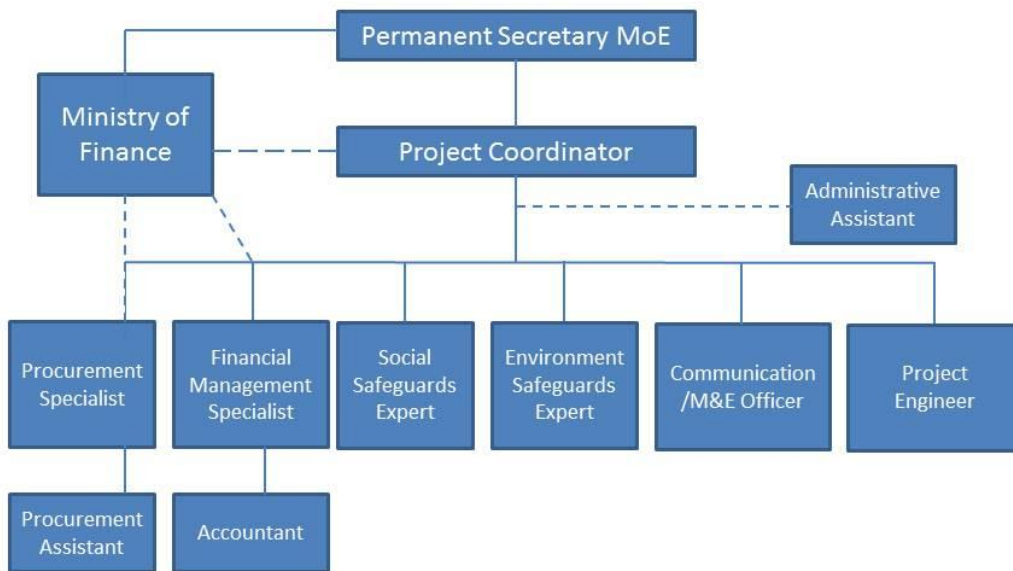 Permanent Secretary MoE
Ministry of
Finance
Project Coordinator
Administrative
Assistant
Procurement
Specialist
Financial
Management
Specialist
Social
Safeguards
Expert
Environment
Safeguards
Expert
Communication
/M&E Officer
Project
Engineer
Procurement
Assistant
Accountant